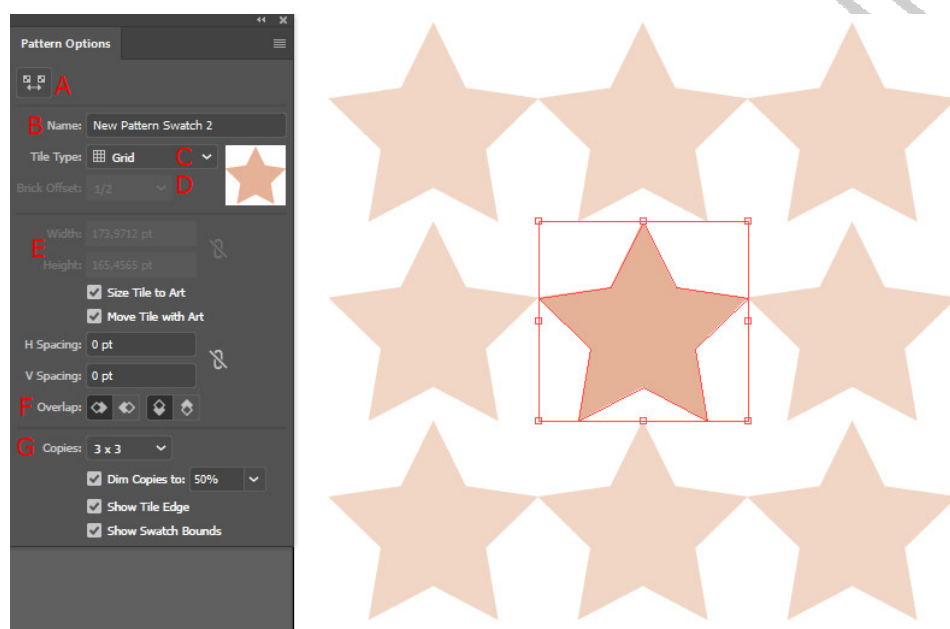 Pattern Options
A
B Name: New Pattern Swatch 2
Tile Type: Grid C
Brick Offset: 1/2 D
Width: 173,9712 pt
E
Height: 165,4565 pt
Size Tile to Art
Move Tile with Art
H Spacing: 0 pt
V Spacing: 0 pt
F Overlap:
G Copies: 3 x 3
Dim Copies to: 50%
Show Tile Edge
Show Swatch Bounds